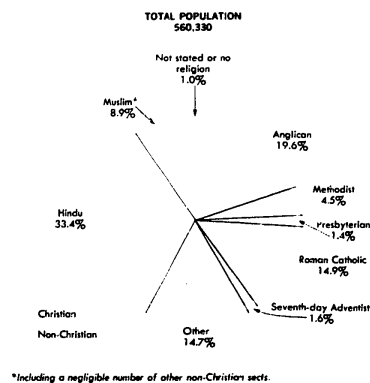 TOTAL POPULATION
560,330
Not stated or no
religion
1.0%
Muslim*
8.9%
Anglican
19.6%
Methodist
4.5%
Presbyterian
1.4%
Hindu
33.4%
Roman Catholic
14.9%
Seventh-day Adventist
1.6%
Christian
Non-Christian
Other
14.7%
*Including a negligible number of other non-Christian sects.